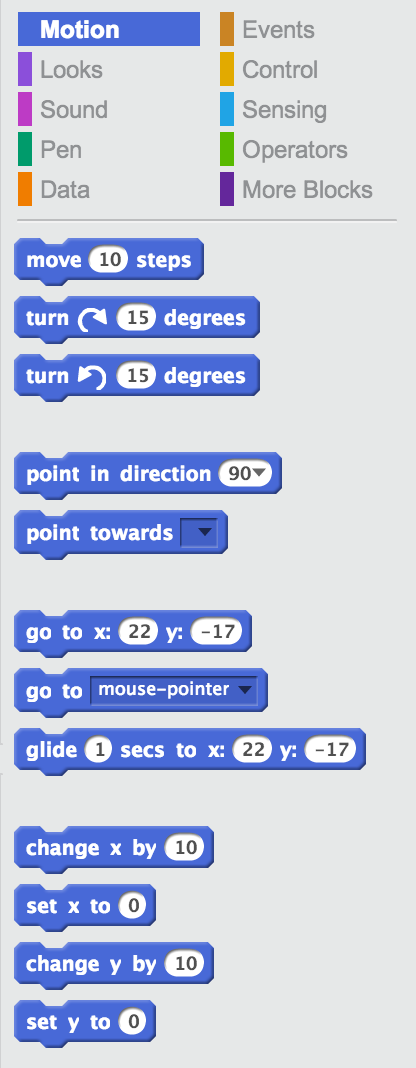 Motion Events
Looks Control
Sound Sensing
Pen Operators
Data More Blocks
move 10 steps
turn 15 degrees
turn 15 degrees
point in direction 90
point towards
go to x: 22 y: -17
go to mouse-pointer
glide 1 secs to x: 22 y: -17
change x by 10
set x to 0
change y by 10
set y to 0